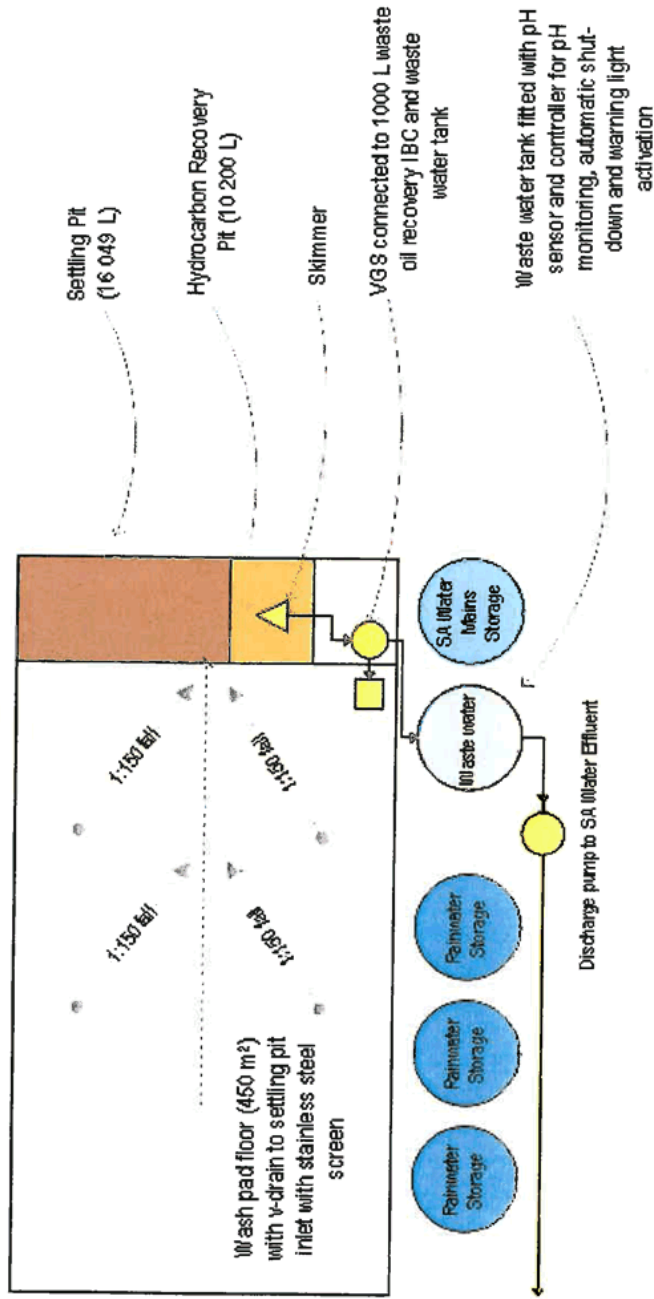 Settling Pit
(16 049 L)
Hydrocarbon Recovery
Pit (10 200 L)
Skimmer
VGS connected to 1000 L waste
oil recovery IBC and waste
water tank
Waste water tank fitted with pH
sensor and controller for pH
monitoring, automatic shut-
down and warning light
activation
1:150 fall
1:150 fall
1:150 fall
1:150 fall
Wash pad floor (450 m²)
with v-drain to settling pit
inlet with stainless steel
screen
SA Water
Mains
Storage
Waste water
Rainwater
Storage
Rainwater
Storage
Rainwater
Storage
Discharge pump to SA Water Effluent